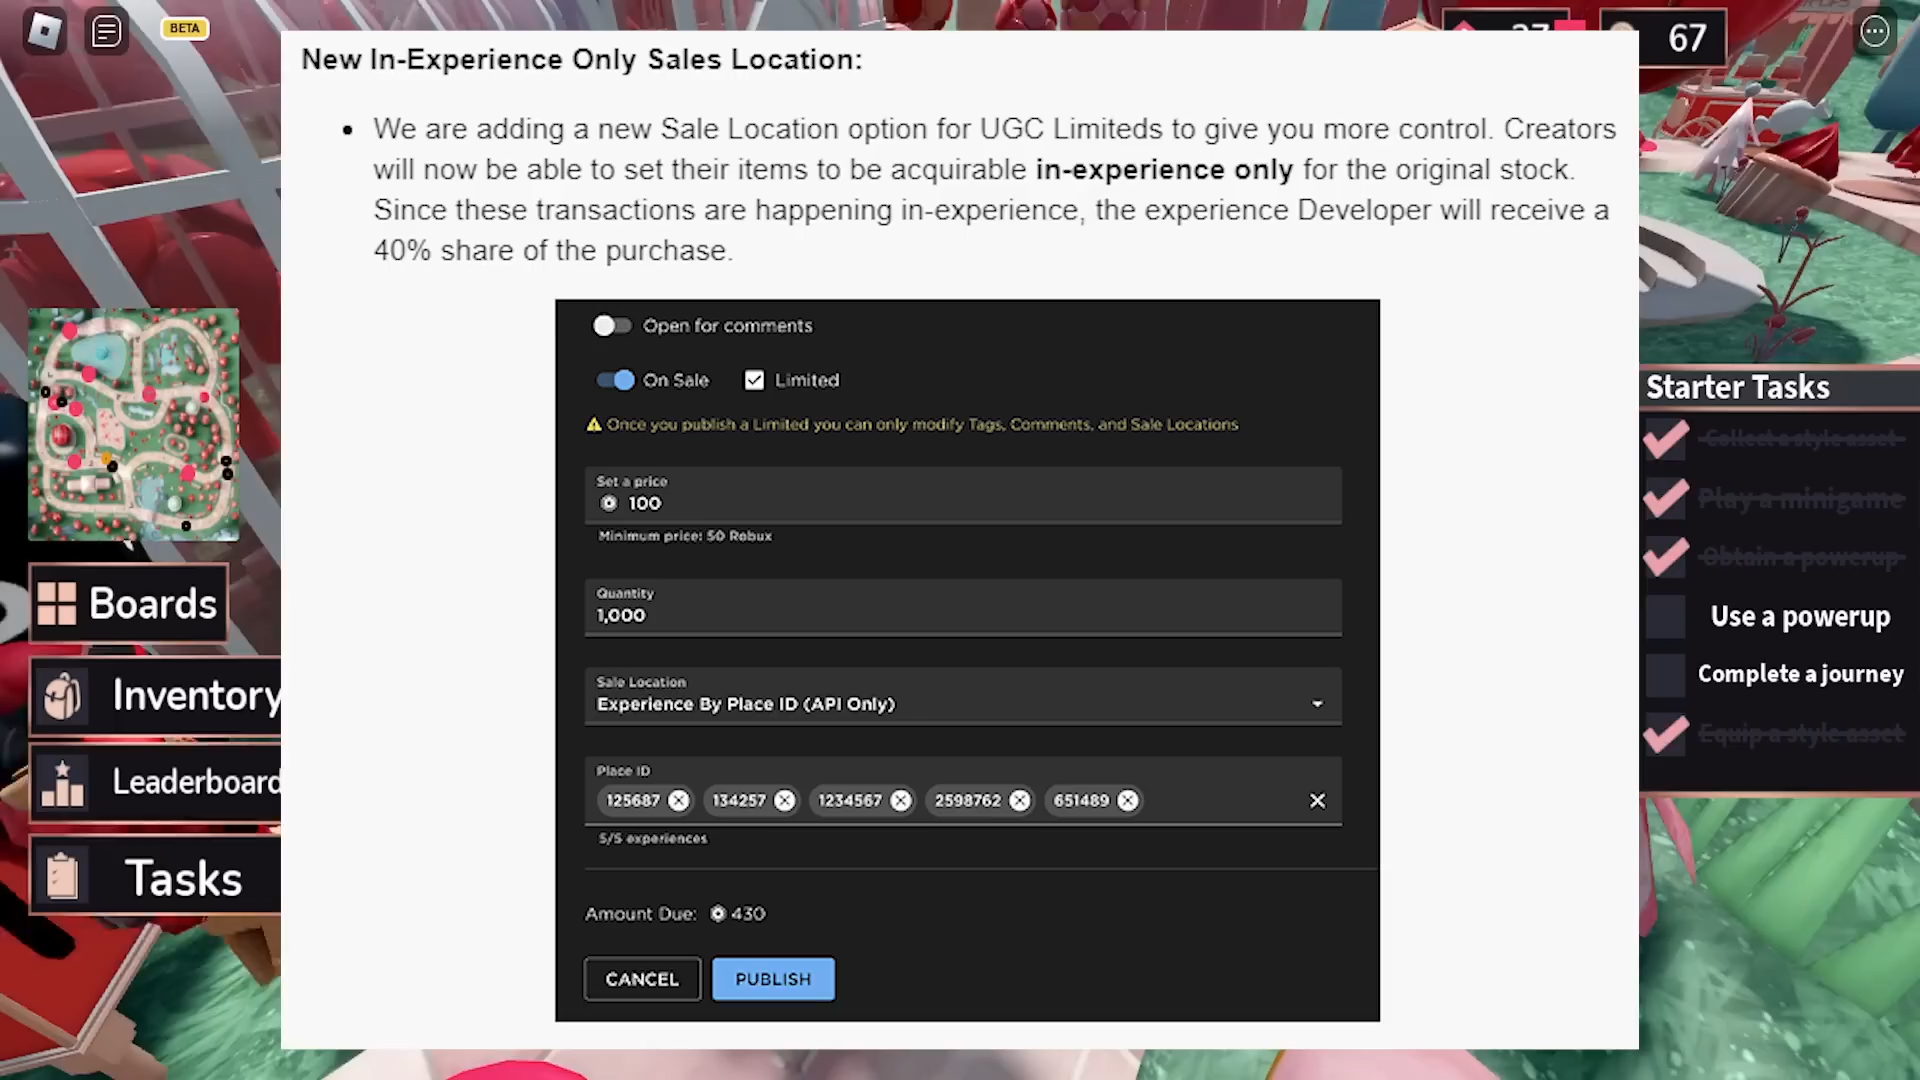 BETA
67
New In-Experience Only Sales Location:
• We are adding a new Sale Location option for UGC Limiteds to give you more control. Creators
will now be able to set their items to be acquirable in-experience only for the original stock.
Since these transactions are happening in-experience, the experience Developer will receive a
40% share of the purchase.
Open for comments
On Sale
Limited
Once you publish a Limited you can only modify Tags, Comments, and Sale Locations
Set a price
100
Minimum price: 50 Robux
Quantity
1,000
Sale Location
Experience By Place ID (API Only)
Place ID
125687 134257 1234567 2598762 651489
5/5 experiences
Amount Due: 430
CANCEL
PUBLISH
Boards
Inventory
Leaderboard
Tasks
Starter Tasks
Collect a style asset
Play a minigame
Obtain a powerup
Use a powerup
Complete a journey
Equip a style asset